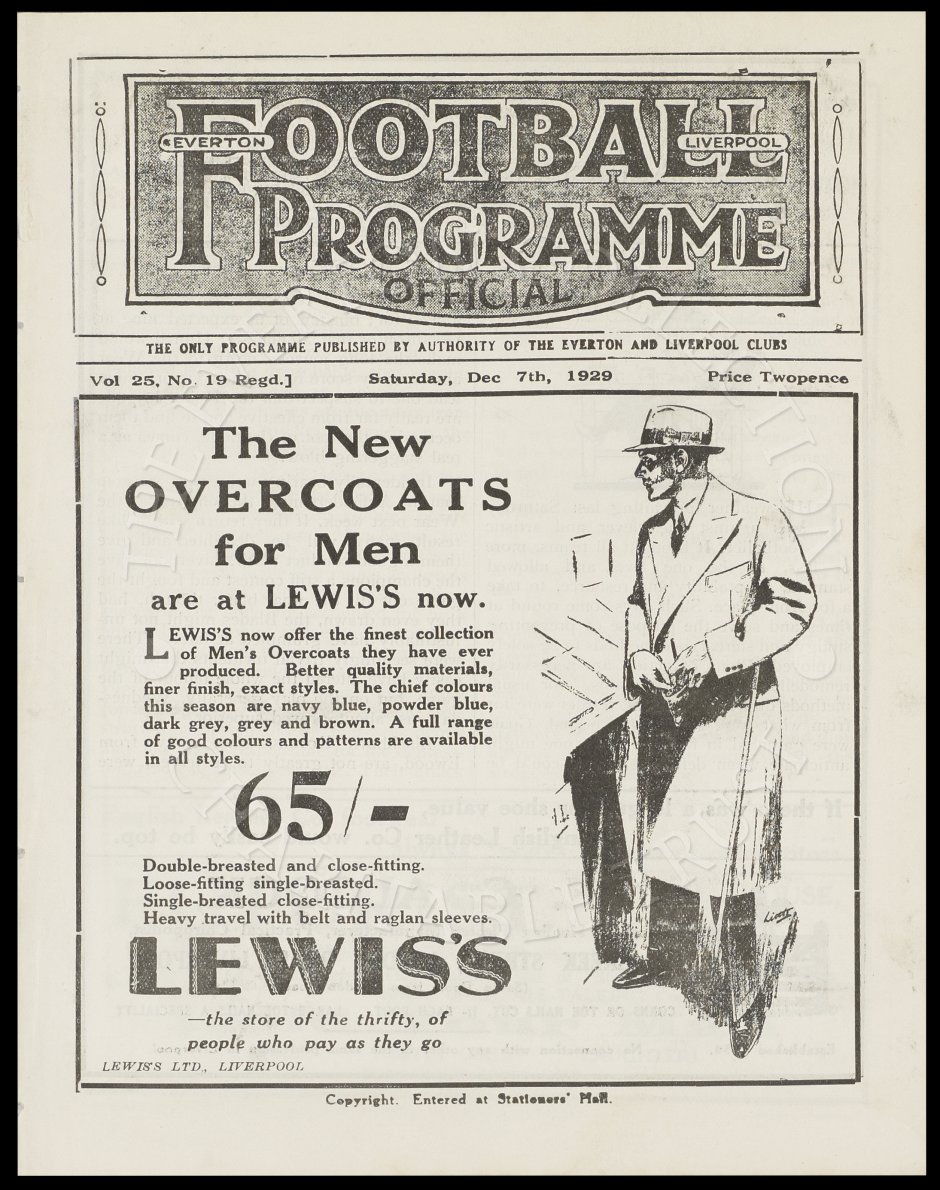 FOOTBALL
EVERTON
LIVERPOOL
PROGRAMME
OFFICIAL
THE ONLY PROGRAMME PUBLISHED BY AUTHORITY OF THE EVERTON AND LIVERPOOL CLUBS
Vol 25, No. 19 Regd.] Saturday, Dec 7th, 1929 Price Twopence
The New
OVERCOATS
for Men
are at LEWIS'S now.
LEWIS'S now offer the finest collection
of Men's Overcoats they have ever
produced. Better quality materials,
finer finish, exact styles. The chief colours
this season are navy blue, powder blue,
dark grey, grey and brown. A full range
of good colours and patterns are available
in all styles.
65/-
Double-breasted and close-fitting.
Loose-fitting single-breasted.
Single-breasted close-fitting.
Heavy travel with belt and raglan sleeves.
LEWIS'S
—the store of the thrifty, of
people who pay as they go
LEWIS'S LTD., LIVERPOOL
Copyright. Entered at Stationers' Hall.